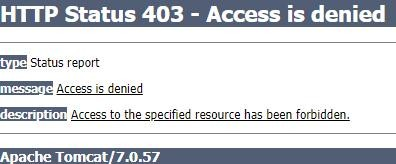 HTTP Status 403 - Access is denied
type Status report
message Access is denied
description Access to the specified resource has been forbidden.
Apache Tomcat/7.0.57